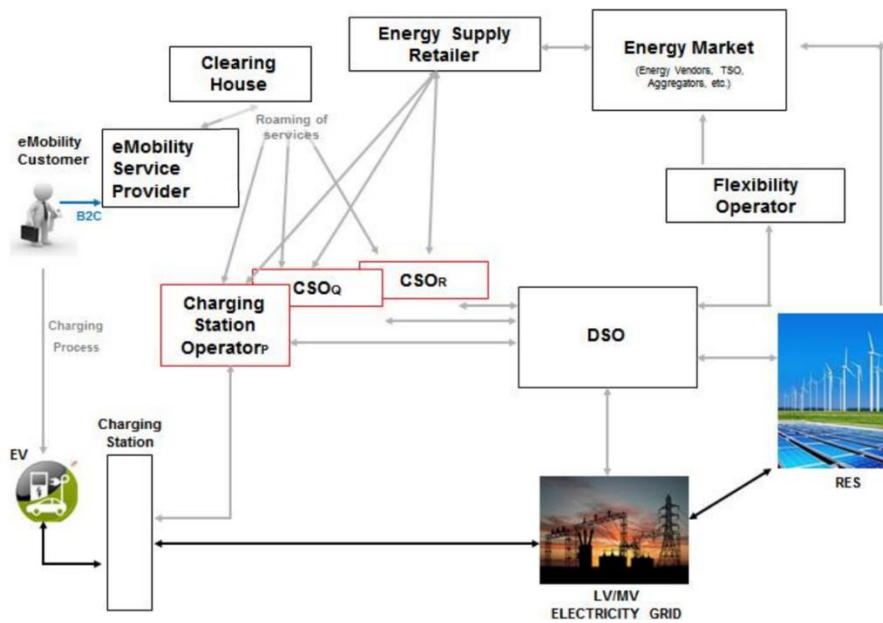 Energy Supply
Retailer
Energy Market
(Energy Vendors, TSO,
Aggregators, etc.)
Clearing
House
Roaming of
services
eMobility
Customer
eMobility
Service
Provider
B2C
Flexibility
Operator
CSOR
CSOQ
Charging
Station
OperatorP
DSO
Charging
Process
Charging
Station
EV
RES
LV/MV
ELECTRICITY GRID